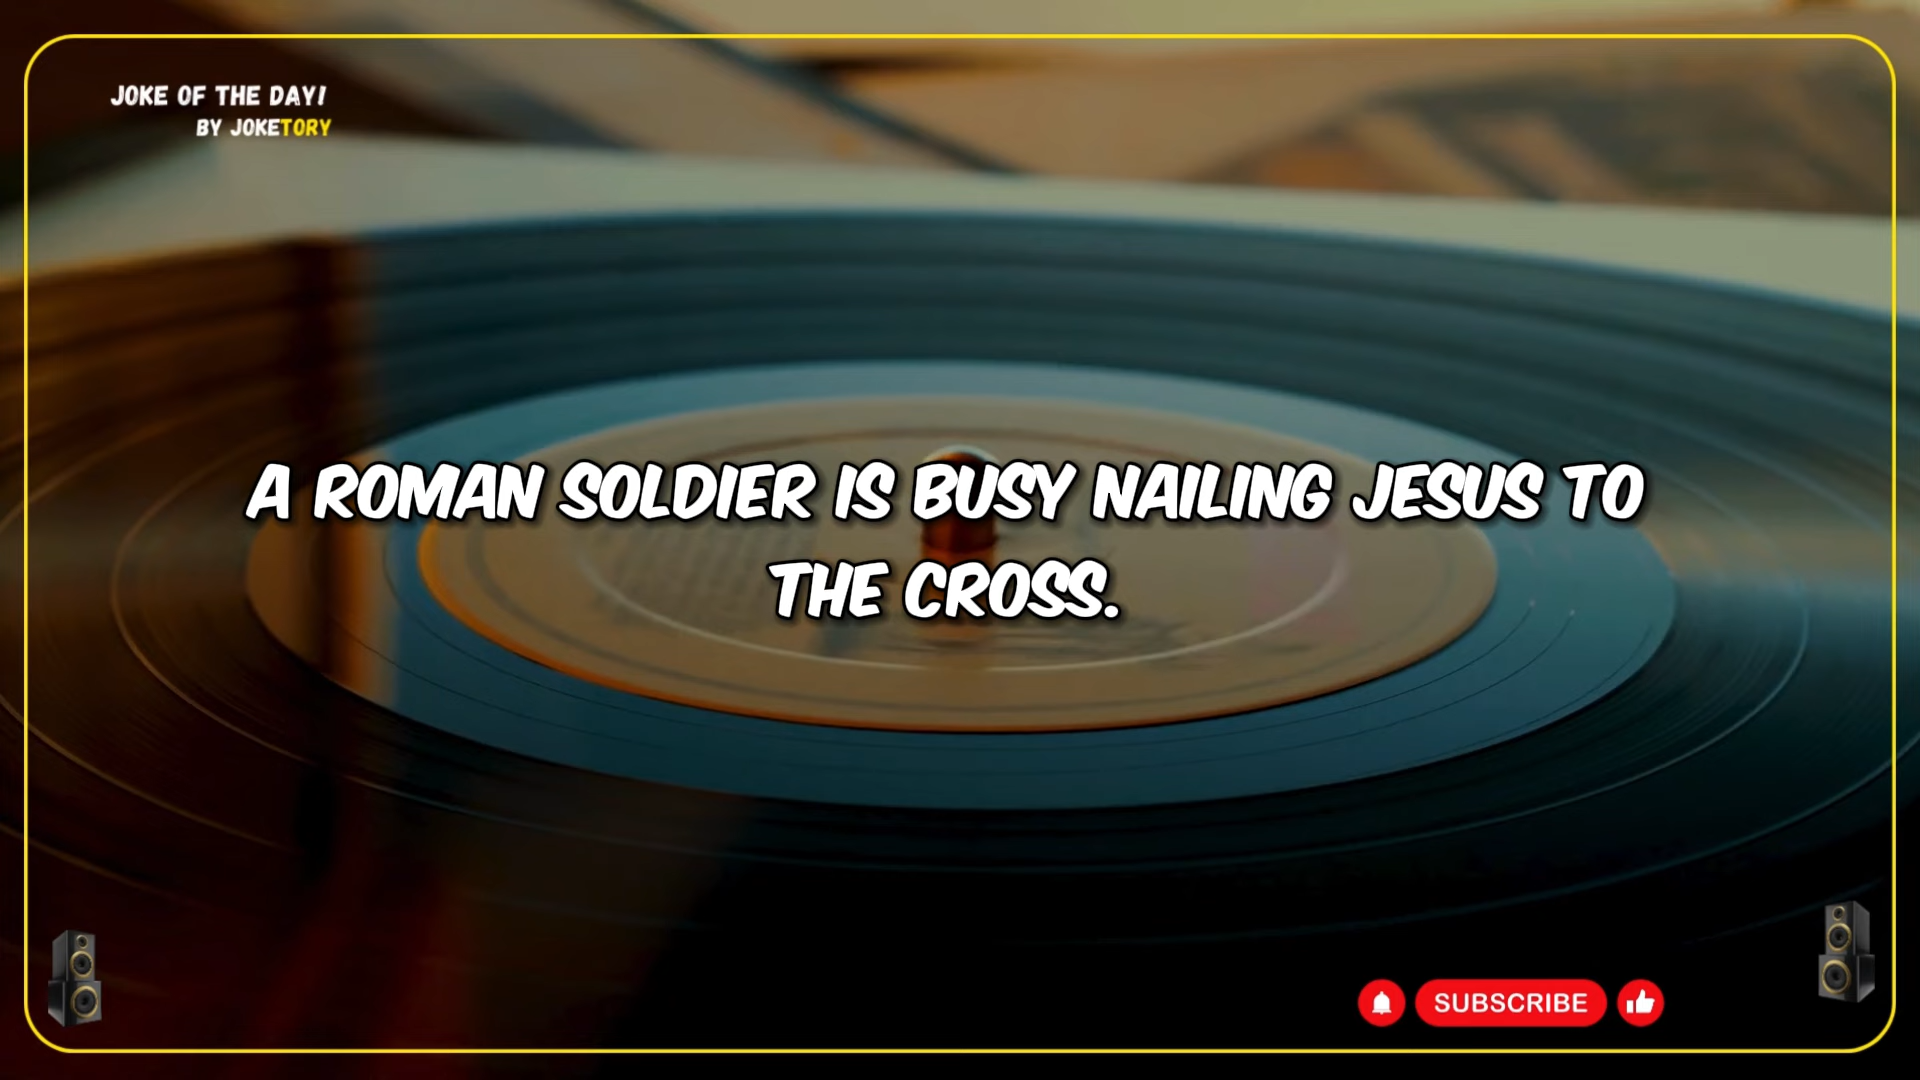 JOKE OF THE DAY!
BY JOKETORY
A ROMAN SOLDIER IS BUSY NAILING JESUS TO
THE CROSS.
SUBSCRIBE